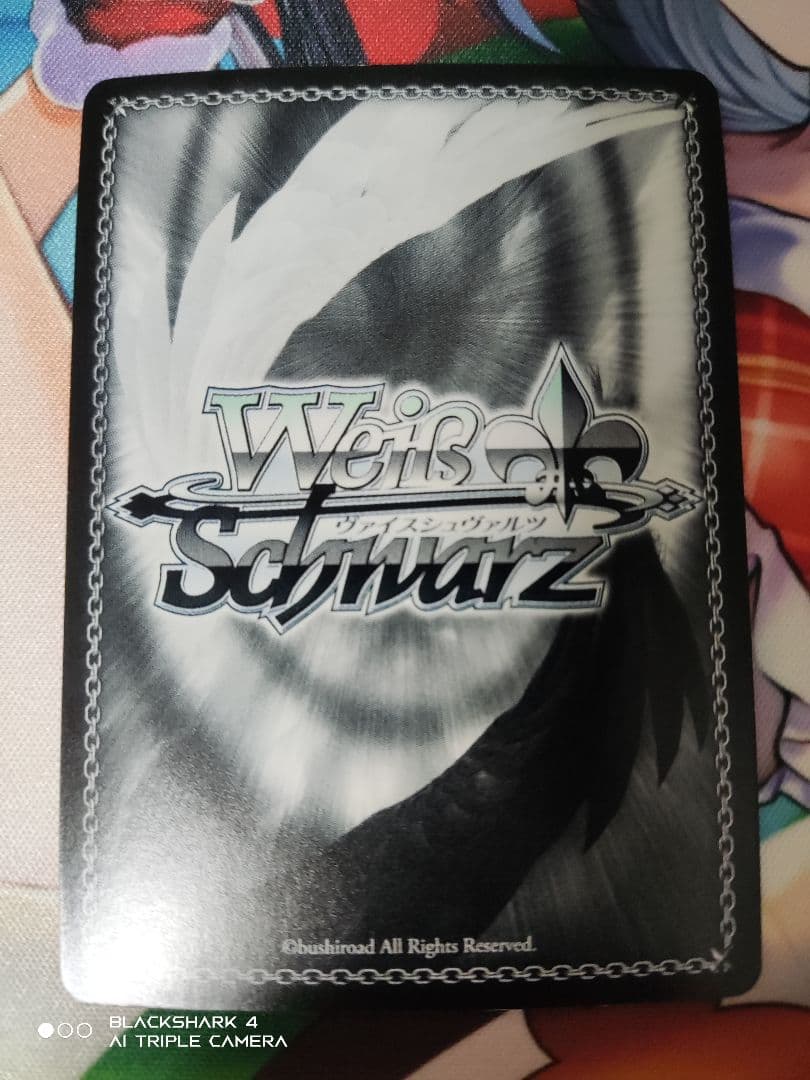 Weiß
ヴァイスシュヴァルツ
Schwarz
©bushiroad All Rights Reserved.
BLACKSHARK 4
AI TRIPLE CAMERA